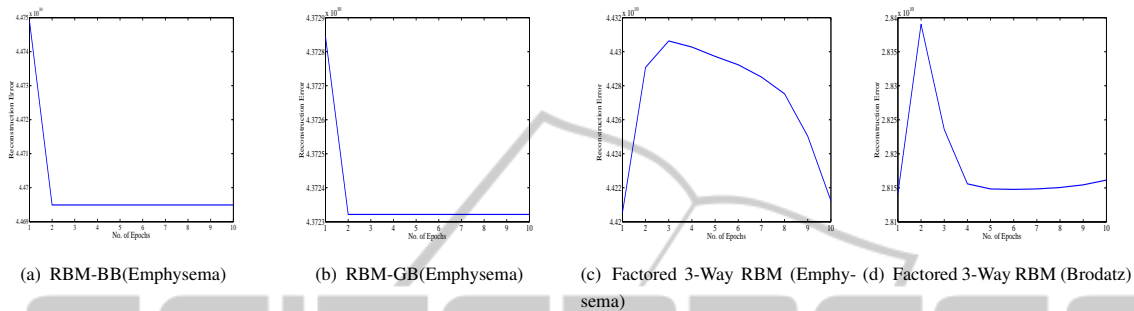 x 10^10
4.475
4.474
4.473
4.472
4.471
4.47
4.469
Reconstruction Error
1 2 3 4 5 6 7 8 9 10
No. of Epochs
(a) RBM-BB(Emphysema)
x 10^10
4.3729
4.3728
4.3727
4.3726
4.3725
4.3724
4.3723
Reconstruction Error
1 2 3 4 5 6 7 8 9 10
No. of Epochs
(b) RBM-GB(Emphysema)
x 10^10
4.432
4.43
4.428
4.426
4.424
4.422
4.42
Reconstruction Error
1 2 3 4 5 6 7 8 9 10
No. of Epochs
(c) Factored 3-Way RBM (Emphy-
sema)
x 10^10
2.84
2.835
2.83
2.825
2.82
2.815
2.81
Reconstruction Error
1 2 3 4 5 6 7 8 9 10
No. of Epochs
(d) Factored 3-Way RBM (Brodatz)